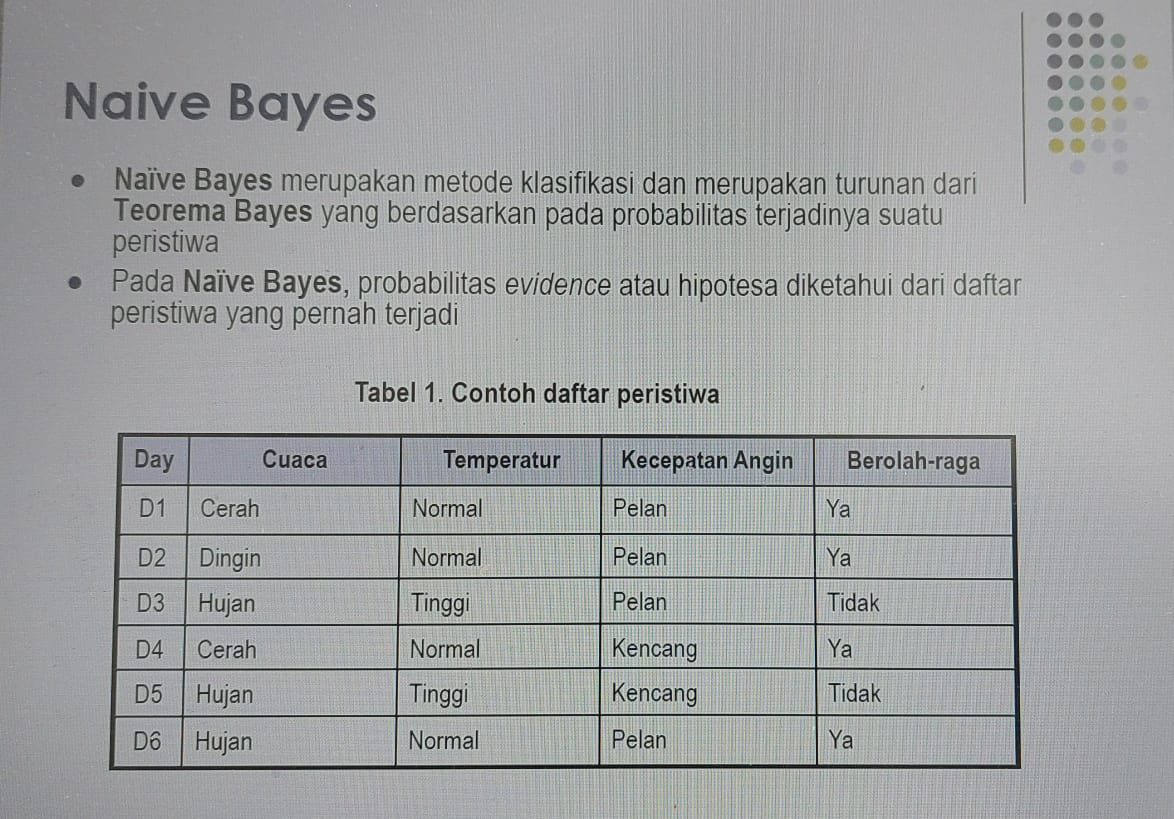 Naive Bayes
Naïve Bayes merupakan metode klasifikasi dan merupakan turunan dari
Teorema Bayes yang berdasarkan pada probabilitas terjadinya suatu
peristiwa
Pada Naïve Bayes, probabilitas evidence atau hipotesa diketahui dari daftar
peristiwa yang pernah terjadi
Tabel 1. Contoh daftar peristiwa
Day Cuaca Temperatur Kecepatan Angin Berolah-raga
D1 Cerah Normal Pelan Ya
D2 Dingin Normal Pelan Ya
D3 Hujan Tinggi Pelan Tidak
D4 Cerah Normal Kencang Ya
D5 Hujan Tinggi Kencang Tidak
D6 Hujan Normal Pelan Ya